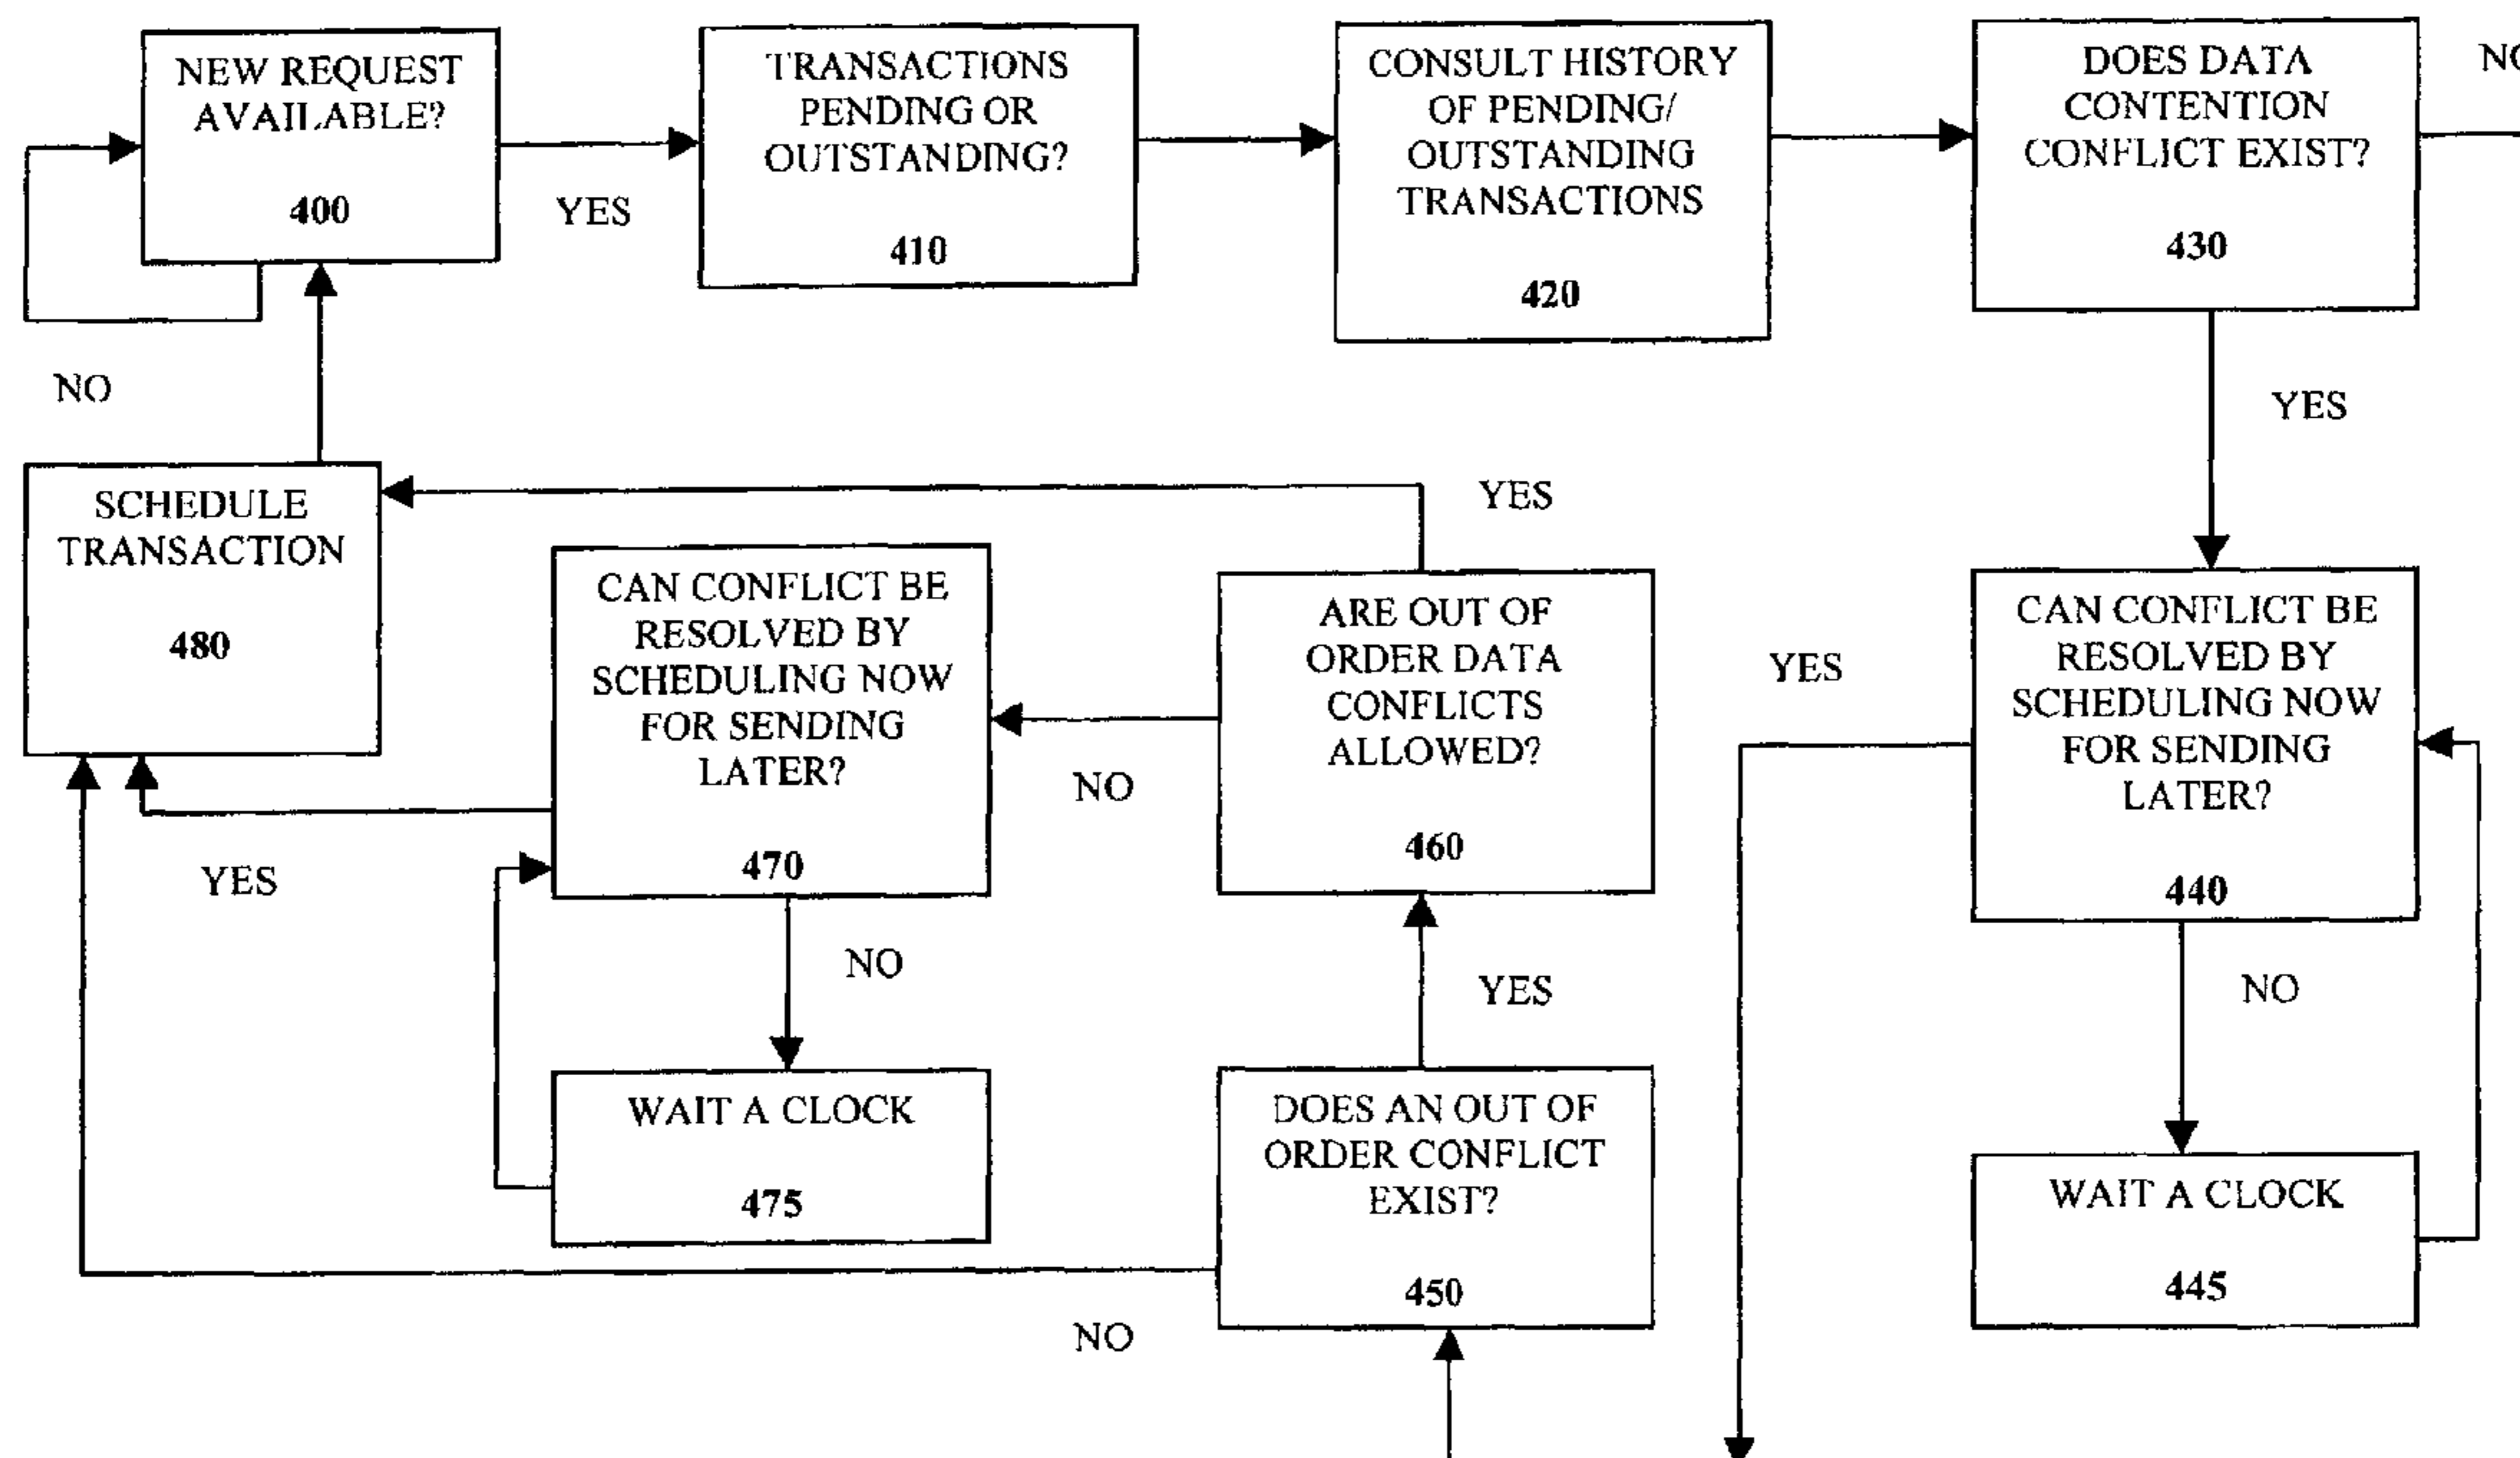 NEW REQUEST
AVAILABLE?
400
YES
NO
TRANSACTIONS
PENDING OR
OUTSTANDING?
410
CONSULT HISTORY
OF PENDING/
OUTSTANDING
TRANSACTIONS
420
DOES DATA
CONTENTION
CONFLICT EXIST?
430
NO
YES
SCHEDULE
TRANSACTION
480
YES
CAN CONFLICT BE
RESOLVED BY
SCHEDULING NOW
FOR SENDING
LATER?
470
YES
NO
NO
ARE OUT OF
ORDER DATA
CONFLICTS
ALLOWED?
460
YES
YES
CAN CONFLICT BE
RESOLVED BY
SCHEDULING NOW
FOR SENDING
LATER?
440
NO
WAIT A CLOCK
475
DOES AN OUT OF
ORDER CONFLICT
EXIST?
450
NO
WAIT A CLOCK
445